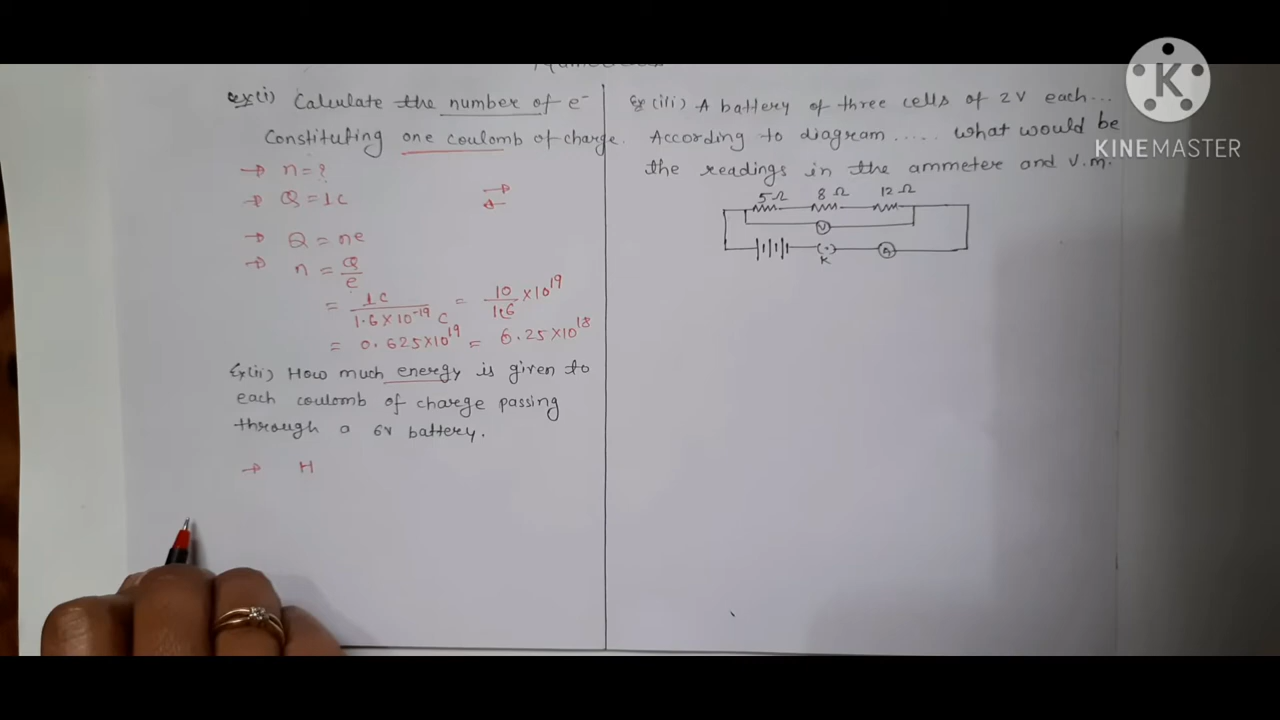 Ex(i) Calculate the number of e⁻
Constituting one coulomb of charge.
→ n = ?
→ Q = 1C
→ Q = ne
→ n = Q/e
= 1C / 1.6 × 10⁻¹⁹ C = 10/1.6 × 10¹⁹
= 0.625 × 10¹⁹ = 6.25 × 10¹⁸
Ex(ii) How much energy is given to
each coulomb of charge passing
through a 6V battery.
→ H
Ex (iii) A battery of three cells of 2V each...
According to diagram ..... what would be
the readings in the ammeter and V.m.
5Ω 8Ω 12Ω
V
K A
K
KINEMASTER